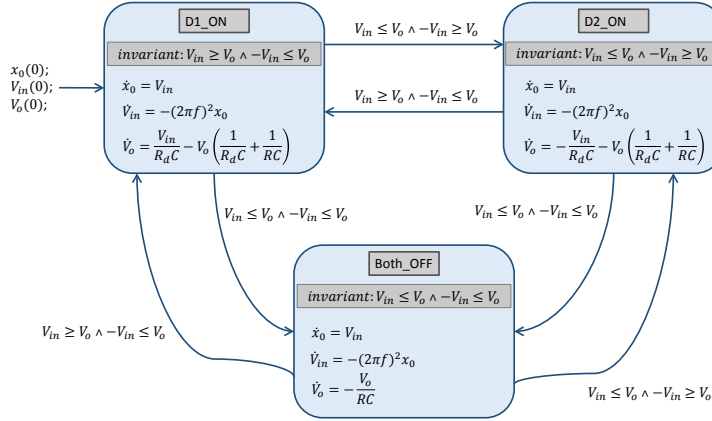 D1_ON
invariant: V_in ≥ V_o ∧ −V_in ≤ V_o
ẋ_0 = V_in
V̇_in = −(2πf)^2 x_0
V̇_o = V_in/(R_d C) − V_o (1/(R_d C) + 1/(RC))
x_0(0);
V_in(0);
V_o(0);
V_in ≤ V_o ∧ −V_in ≥ V_o
V_in ≥ V_o ∧ −V_in ≤ V_o
D2_ON
invariant: V_in ≤ V_o ∧ −V_in ≥ V_o
ẋ_0 = V_in
V̇_in = −(2πf)^2 x_0
V̇_o = −V_in/(R_d C) − V_o (1/(R_d C) + 1/(RC))
V_in ≤ V_o ∧ −V_in ≤ V_o
V_in ≤ V_o ∧ −V_in ≤ V_o
Both_OFF
invariant: V_in ≤ V_o ∧ −V_in ≤ V_o
ẋ_0 = V_in
V̇_in = −(2πf)^2 x_0
V̇_o = −V_o/(RC)
V_in ≥ V_o ∧ −V_in ≤ V_o
V_in ≤ V_o ∧ −V_in ≥ V_o